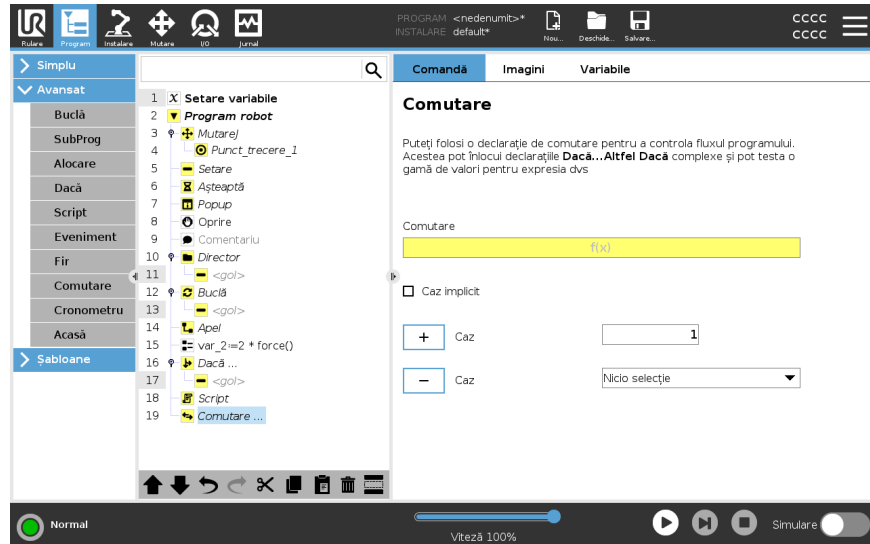 PROGRAM <nedenumit>*
INSTALARE default*
Rulare Program Instalare Mutare I/O Jurnal
Nou... Deschide... Salvare...
CCCC
CCCC
Simplu
Avansat
Buclă
SubProg
Alocare
Dacă
Script
Eveniment
Fir
Comutare
Cronometru
Acasă
Șabloane
1 X Setare variabile
2 Program robot
3 MutareJ
4 Punct_trecere_1
5 Setare
6 Așteaptă
7 Popup
8 Oprire
9 Comentariu
10 Director
11 <gol>
12 Buclă
13 <gol>
14 Apel
15 var_2:=2 * force()
16 Dacă ...
17 <gol>
18 Script
19 Comutare ...
Comandă Imagini Variabile
Comutare
Puteți folosi o declarație de comutare pentru a controla fluxul programului.
Acestea pot înlocui declarațiile Dacă...Altfel Dacă complexe și pot testa o
gamă de valori pentru expresia dvs
Comutare
f(x)
Caz implicit
+ Caz 1
− Caz Nicio selecție
Normal
Viteză 100%
Simulare